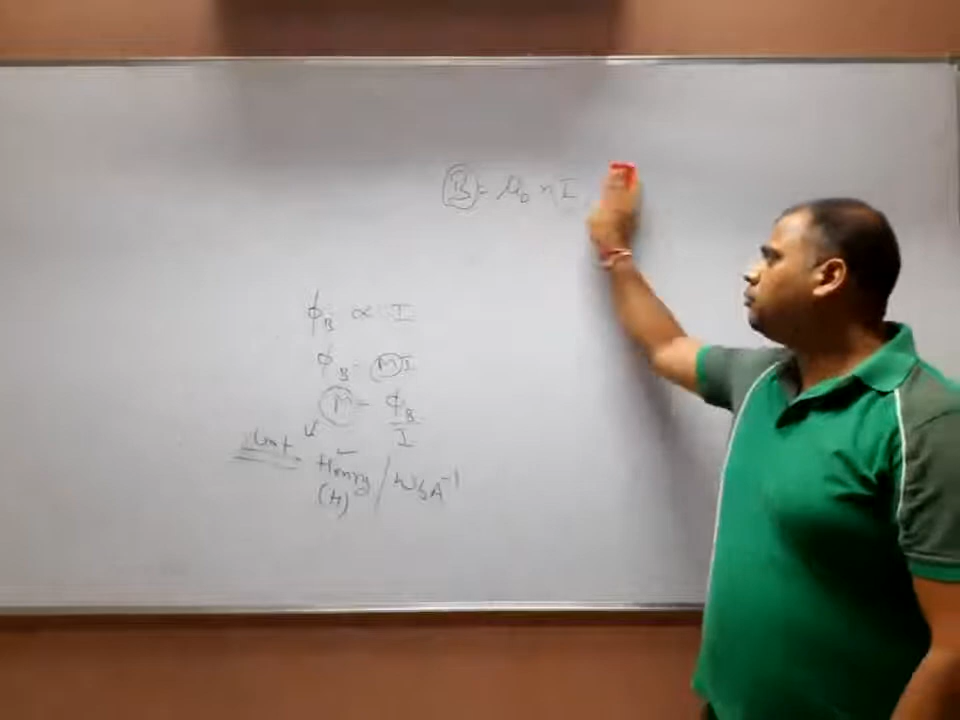 B = μ₀ n I
ϕ_B ∝ I
ϕ_B = M I
M = ϕ_B / I
Unit Henry (H) / Wb A⁻¹